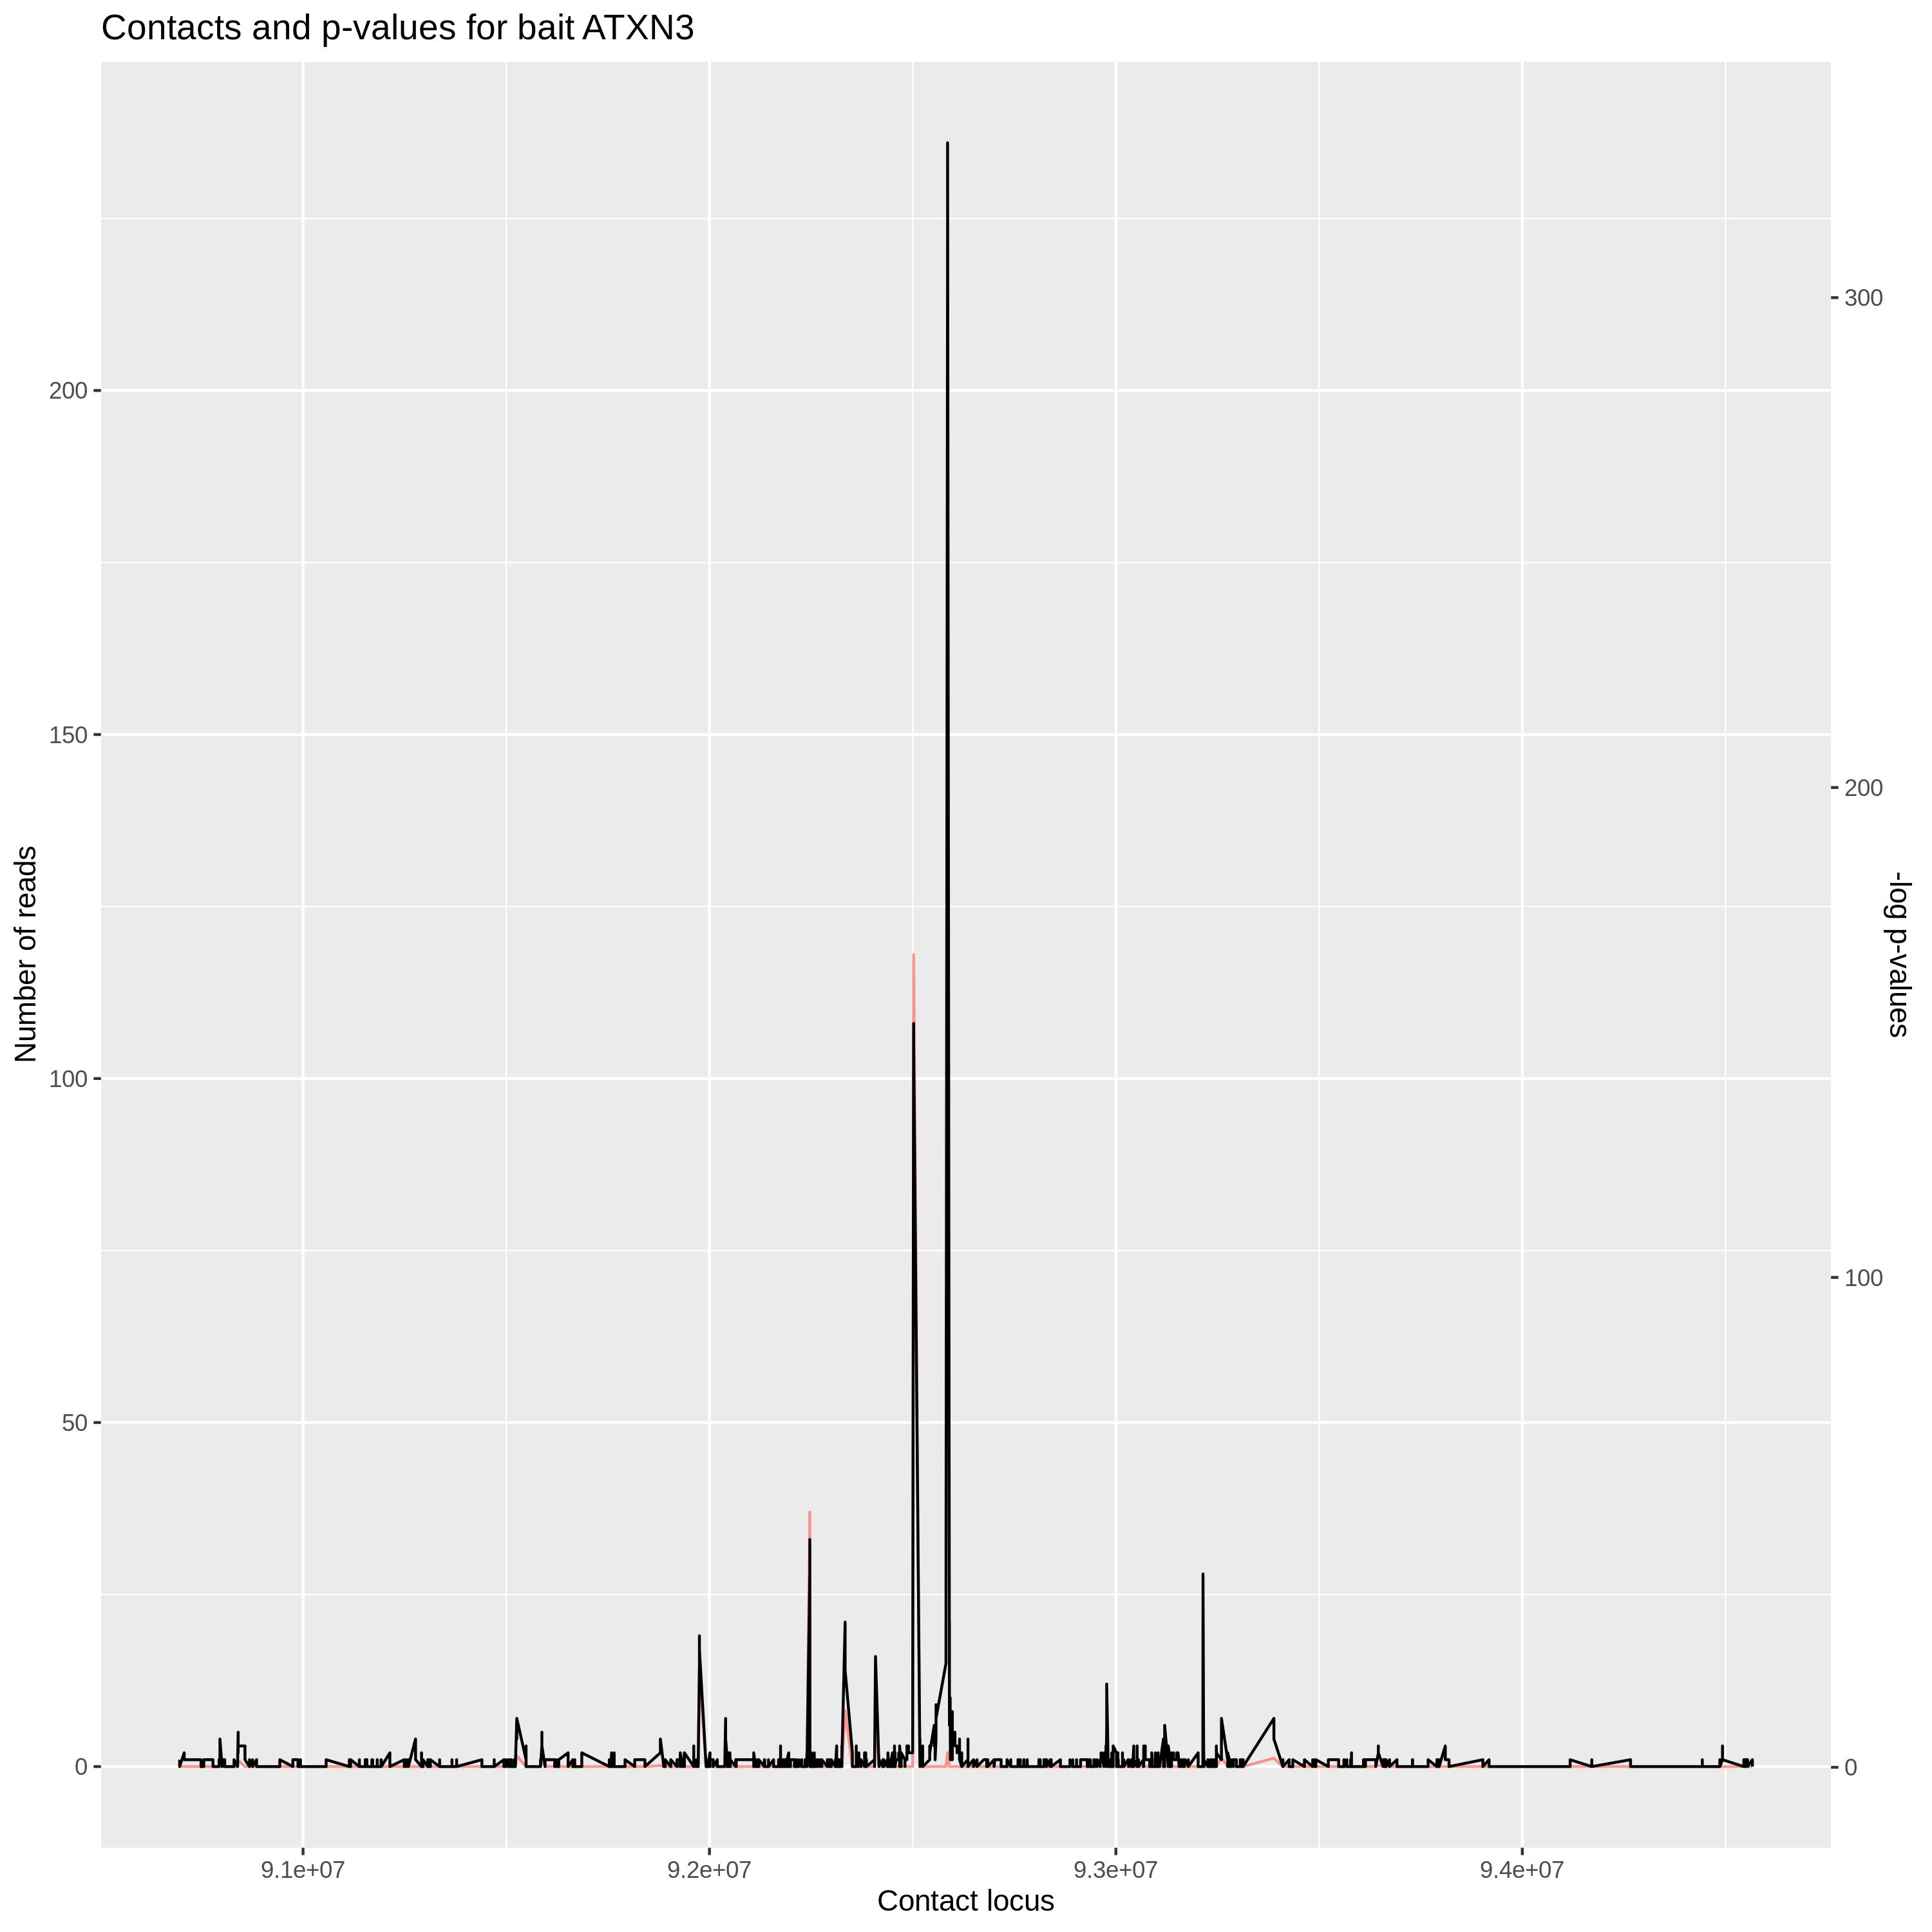 Contacts and p-values for bait ATXN3
Number of reads
200
150
100
50
0
300
200
100
0
-log p-values
9.1e+07
9.2e+07
9.3e+07
9.4e+07
Contact locus